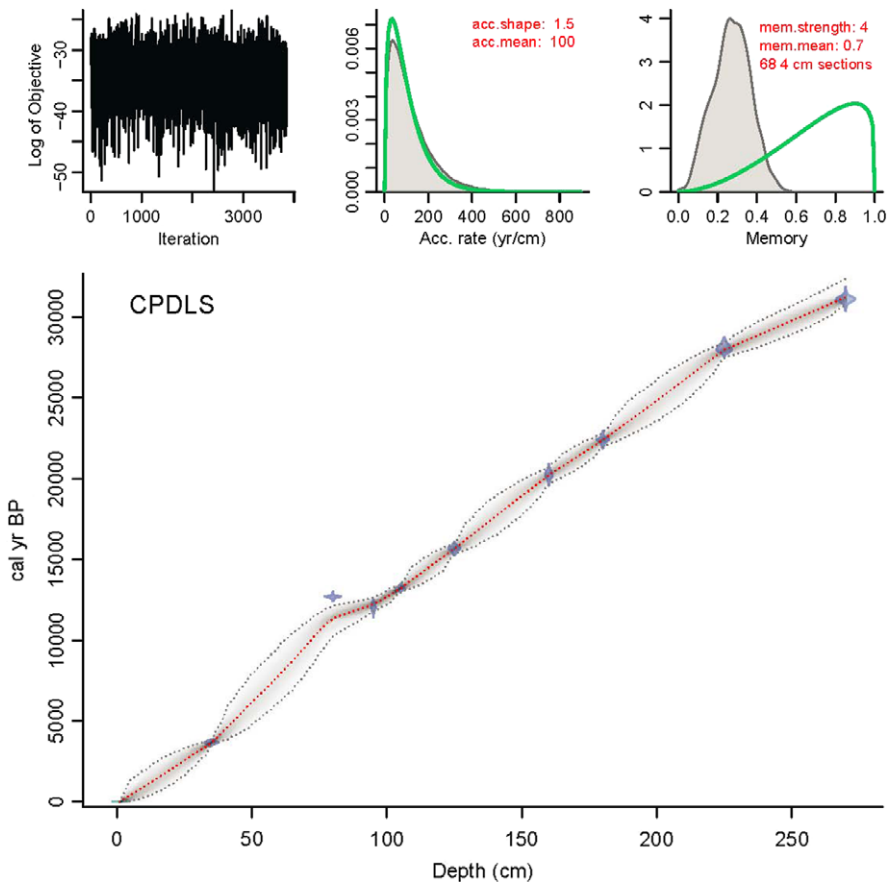 Log of Objective
-30
-40
-50
0 1000 3000
Iteration
acc.shape: 1.5
acc.mean: 100
0.006
0.003
0.000
0 200 400 600 800
Acc. rate (yr/cm)
mem.strength: 4
mem.mean: 0.7
68 4 cm sections
4
3
2
1
0
0.0 0.2 0.4 0.6 0.8 1.0
Memory
CPDLS
cal yr BP
30000
25000
20000
15000
10000
5000
0
0 50 100 150 200 250
Depth (cm)